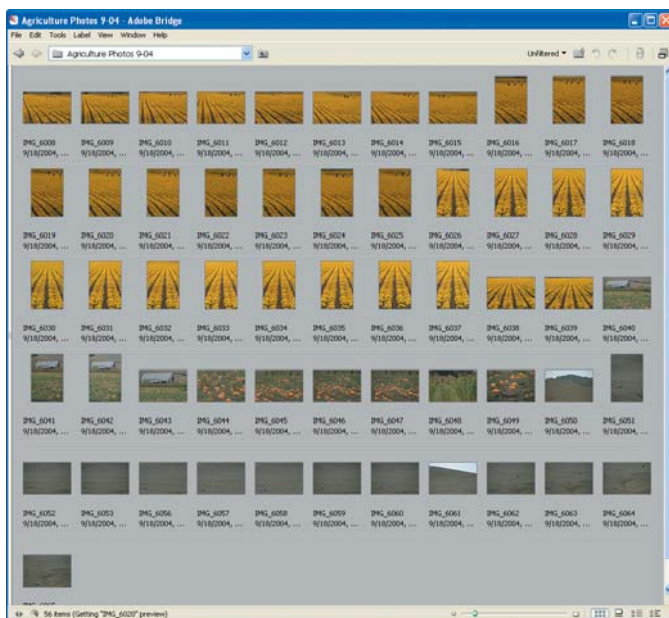 Agriculture Photos 9-04 - Adobe Bridge
File Edit Tools Label View Window Help
Agriculture Photos 9-04 Unfiltered
IMG_6008 IMG_6009 IMG_6010 IMG_6011 IMG_6012 IMG_6013 IMG_6014 IMG_6015 IMG_6016 IMG_6017 IMG_6018
9/18/2004, ... 9/18/2004, ... 9/18/2004, ... 9/18/2004, ... 9/18/2004, ... 9/18/2004, ... 9/18/2004, ... 9/18/2004, ... 9/18/2004, ... 9/18/2004, ... 9/18/2004, ...
IMG_6019 IMG_6020 IMG_6021 IMG_6022 IMG_6023 IMG_6024 IMG_6025 IMG_6026 IMG_6027 IMG_6028 IMG_6029
9/18/2004, ... 9/18/2004, ... 9/18/2004, ... 9/18/2004, ... 9/18/2004, ... 9/18/2004, ... 9/18/2004, ... 9/18/2004, ... 9/18/2004, ... 9/18/2004, ... 9/18/2004, ...
IMG_6030 IMG_6031 IMG_6032 IMG_6033 IMG_6034 IMG_6035 IMG_6036 IMG_6037 IMG_6038 IMG_6039 IMG_6040
9/18/2004, ... 9/18/2004, ... 9/18/2004, ... 9/18/2004, ... 9/18/2004, ... 9/18/2004, ... 9/18/2004, ... 9/18/2004, ... 9/18/2004, ... 9/18/2004, ... 9/18/2004, ...
IMG_6041 IMG_6042 IMG_6043 IMG_6044 IMG_6045 IMG_6046 IMG_6047 IMG_6048 IMG_6049 IMG_6050 IMG_6051
9/18/2004, ... 9/18/2004, ... 9/18/2004, ... 9/18/2004, ... 9/18/2004, ... 9/18/2004, ... 9/18/2004, ... 9/18/2004, ... 9/18/2004, ... 9/18/2004, ... 9/18/2004, ...
IMG_6052 IMG_6053 IMG_6056 IMG_6057 IMG_6058 IMG_6059 IMG_6060 IMG_6061 IMG_6062 IMG_6063 IMG_6064
9/18/2004, ... 9/18/2004, ... 9/18/2004, ... 9/18/2004, ... 9/18/2004, ... 9/18/2004, ... 9/18/2004, ... 9/18/2004, ... 9/18/2004, ... 9/18/2004, ... 9/18/2004, ...
56 items (Getting "IMG_6020" preview)